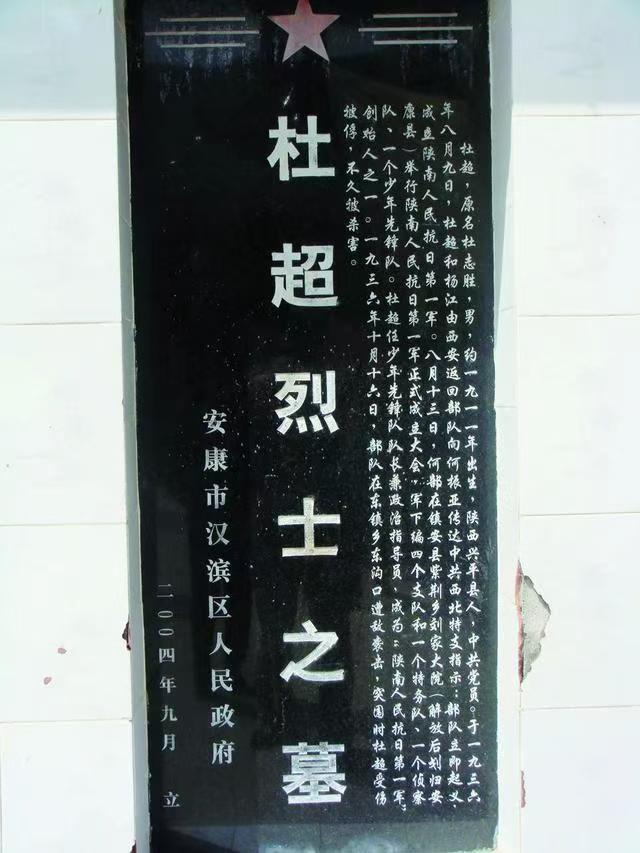 杜超，原名杜志胜，男，约一九一一年出生，陕西兴平县人、中共党员。于一九三六
年八月九日，杜超和杨江由西安返回部队向何振亚传达中共西北特支指示：部队立即起义、
成立陕南人民抗日第一军。八月十三日，何部在镇安县紫荆乡刘家大院（解放后划归安
康县）举行陕南人民抗日第一军正式成立大会，军下编四个支队和一个特务队、一个侦察
队、一个少年先锋队。杜超任少年先锋队队长兼政治指导员、成为“陕南人民抗日第一军”
创始人之一。一九三六年十月十六日，部队在东镇乡东沟口遭敌袭击，突围时杜超受伤
被俘，不久被杀害。
杜超烈士之墓
安康市汉滨区人民政府
二〇〇四年九月 立